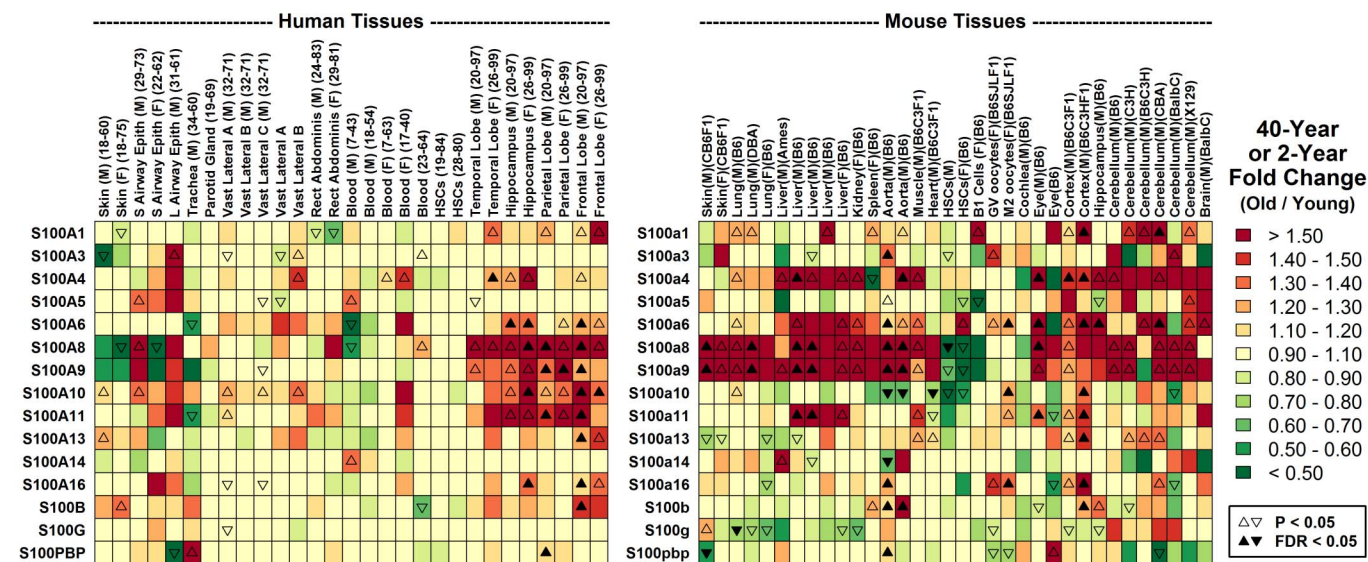 Human Tissues
Mouse Tissues
Skin (M) (18-60)
Skin (F) (18-75)
S Airway Epith (M) (29-73)
S Airway Epith (F) (22-62)
L Airway Epith (M) (31-61)
Trachea (M) (34-60)
Parotid Gland (19-69)
Vast Lateral A (M) (32-71)
Vast Lateral B (M) (32-71)
Vast Lateral C (M) (32-71)
Vast Lateral A
Vast Lateral B
Rect Abdominis (M) (24-83)
Rect Abdominis (F) (29-81)
Blood (M) (7-43)
Blood (M) (18-54)
Blood (F) (7-63)
Blood (F) (17-40)
Blood (23-64)
HSCs (19-84)
HSCs (28-80)
Temporal Lobe (M) (20-97)
Temporal Lobe (F) (26-99)
Hippocampus (M) (20-97)
Hippocampus (F) (26-99)
Parietal Lobe (M) (20-97)
Parietal Lobe (F) (26-99)
Frontal Lobe (M) (20-97)
Frontal Lobe (F) (26-99)
Skin(M)(CB6F1)
Skin(F)(CB6F1)
Lung(M)(B6)
Lung(M)(DBA)
Lung(F)(B6)
Liver(M)(Ames)
Liver(M)(B6)
Liver(M)(B6)
Liver(M)(B6)
Liver(F)(B6)
Kidney(F)(B6)
Spleen(F)(B6)
Aorta(M)(B6)
Aorta(M)(B6)
Muscle(M)(B6C3F1)
Heart(M)(B6C3F1)
HSCs(M)
HSCs(F)(B6)
B1 Cells (F)(B6)
GV oocytes(F)(B6SJLF1)
M2 oocytes(F)(B6SJLF1)
Cochlea(M)(B6)
Eye(M)(B6)
Eye(F)(B6)
Cortex(M)(B6C3F1)
Cochlea(M)(B6CHF1)
Hippocampus(M)(B6)
Cerebellum(M)(B6)
Cerebellum(M)(C3H)
Cerebellum(M)(B6C3H)
Cerebellum(M)(CBA)
Cerebellum(M)(BalbC)
Cerebellum(M)(X129)
Brain(M)(BalbC)
S100A1
S100A3
S100A4
S100A5
S100A6
S100A8
S100A9
S100A10
S100A11
S100A13
S100A14
S100A16
S100B
S100G
S100PBP
S100a1
S100a3
S100a4
S100a5
S100a6
S100a8
S100a9
S100a10
S100a11
S100a13
S100a14
S100a16
S100b
S100g
S100pbp
40-Year
or 2-Year
Fold Change
(Old / Young)
> 1.50
1.40 - 1.50
1.30 - 1.40
1.20 - 1.30
1.10 - 1.20
0.90 - 1.10
0.80 - 0.90
0.70 - 0.80
0.60 - 0.70
0.50 - 0.60
< 0.50
P < 0.05
FDR < 0.05